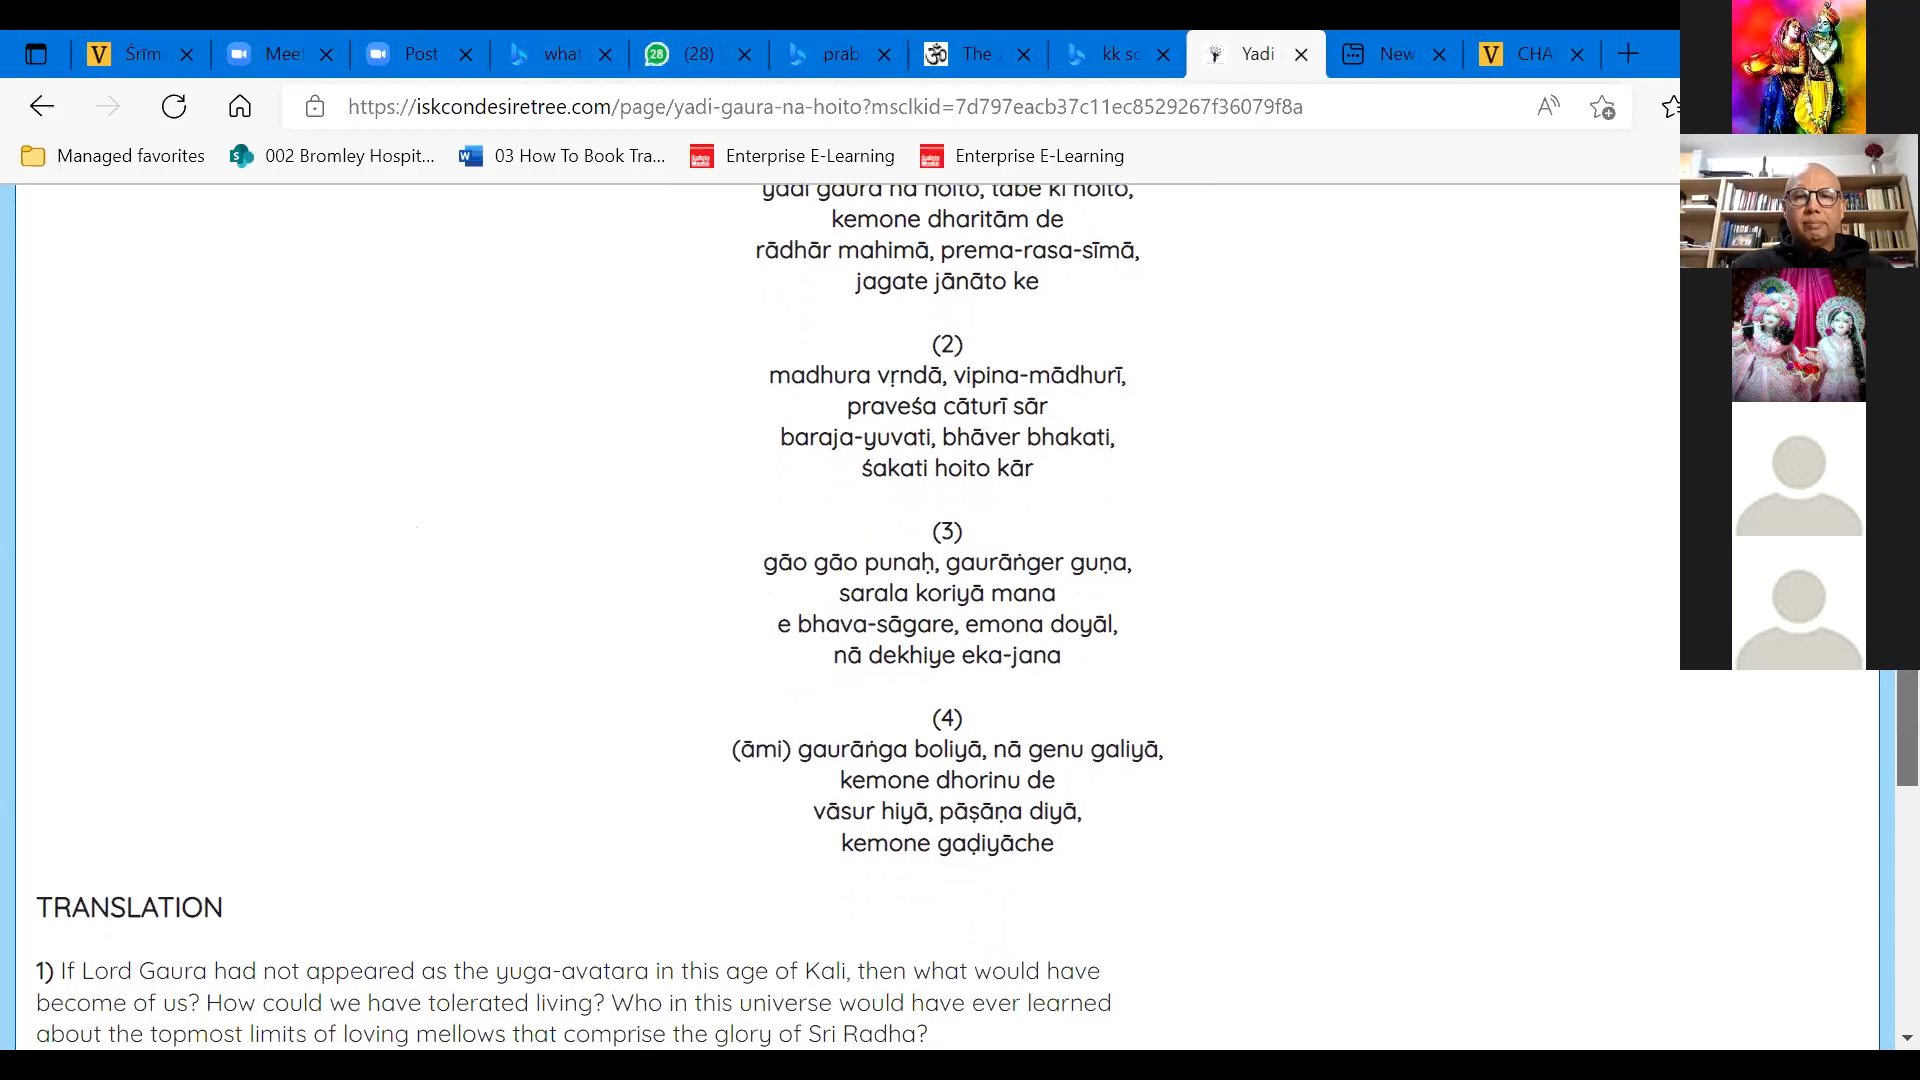 Śrīm
Meet
Post
what
(28)
prab
The
kk sc
Yadi
New
CHA
https://iskcondesiretree.com/page/yadi-gaura-na-hoito?msclkid=7d797eacb37c11ec8529267f36079f8a
Managed favorites
002 Bromley Hospit...
03 How To Book Tra...
Enterprise E-Learning
Enterprise E-Learning
yadi gaura na hoito, tabe ki hoito,
kemone dharitām de
rādhār mahimā, prema-rasa-sīmā,
jagate jānāto ke
(2)
madhura vṛndā, vipina-mādhurī,
praveśa cāturī sār
baraja-yuvati, bhāver bhakati,
śakati hoito kār
(3)
gāo gāo punaḥ, gaurāṅger guṇa,
sarala koriyā mana
e bhava-sāgare, emona doyāl,
nā dekhiye eka-jana
(4)
(āmi) gaurāṅga boliyā, nā genu galiyā,
kemone dhorinu de
vāsur hiyā, pāṣāṇa diyā,
kemone gaḍiyāche
TRANSLATION
1) If Lord Gaura had not appeared as the yuga-avatara in this age of Kali, then what would have
become of us? How could we have tolerated living? Who in this universe would have ever learned
about the topmost limits of loving mellows that comprise the glory of Sri Radha?